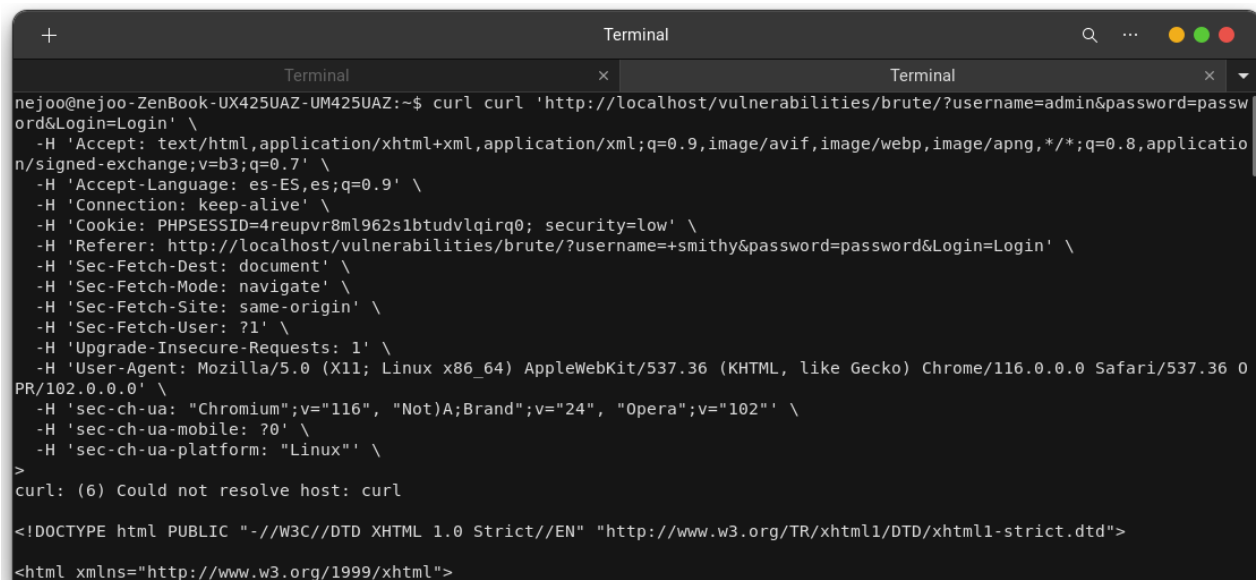 Terminal
Terminal
Terminal
nejoo@nejoo-ZenBook-UX425UAZ-UM425UAZ:~$ curl curl 'http://localhost/vulnerabilities/brute/?username=admin&password=passw
ord&Login=Login' \
  -H 'Accept: text/html,application/xhtml+xml,application/xml;q=0.9,image/avif,image/webp,image/apng,*/*;q=0.8,applicatio
n/signed-exchange;v=b3;q=0.7' \
  -H 'Accept-Language: es-ES,es;q=0.9' \
  -H 'Connection: keep-alive' \
  -H 'Cookie: PHPSESSID=4reupvr8ml962s1btudvlqirq0; security=low' \
  -H 'Referer: http://localhost/vulnerabilities/brute/?username=+smithy&password=password&Login=Login' \
  -H 'Sec-Fetch-Dest: document' \
  -H 'Sec-Fetch-Mode: navigate' \
  -H 'Sec-Fetch-Site: same-origin' \
  -H 'Sec-Fetch-User: ?1' \
  -H 'Upgrade-Insecure-Requests: 1' \
  -H 'User-Agent: Mozilla/5.0 (X11; Linux x86_64) AppleWebKit/537.36 (KHTML, like Gecko) Chrome/116.0.0.0 Safari/537.36 O
PR/102.0.0.0' \
  -H 'sec-ch-ua: "Chromium";v="116", "Not)A;Brand";v="24", "Opera";v="102"' \
  -H 'sec-ch-ua-mobile: ?0' \
  -H 'sec-ch-ua-platform: "Linux"' \
>
curl: (6) Could not resolve host: curl
<!DOCTYPE html PUBLIC "-//W3C//DTD XHTML 1.0 Strict//EN" "http://www.w3.org/TR/xhtml1/DTD/xhtml1-strict.dtd">
<html xmlns="http://www.w3.org/1999/xhtml">